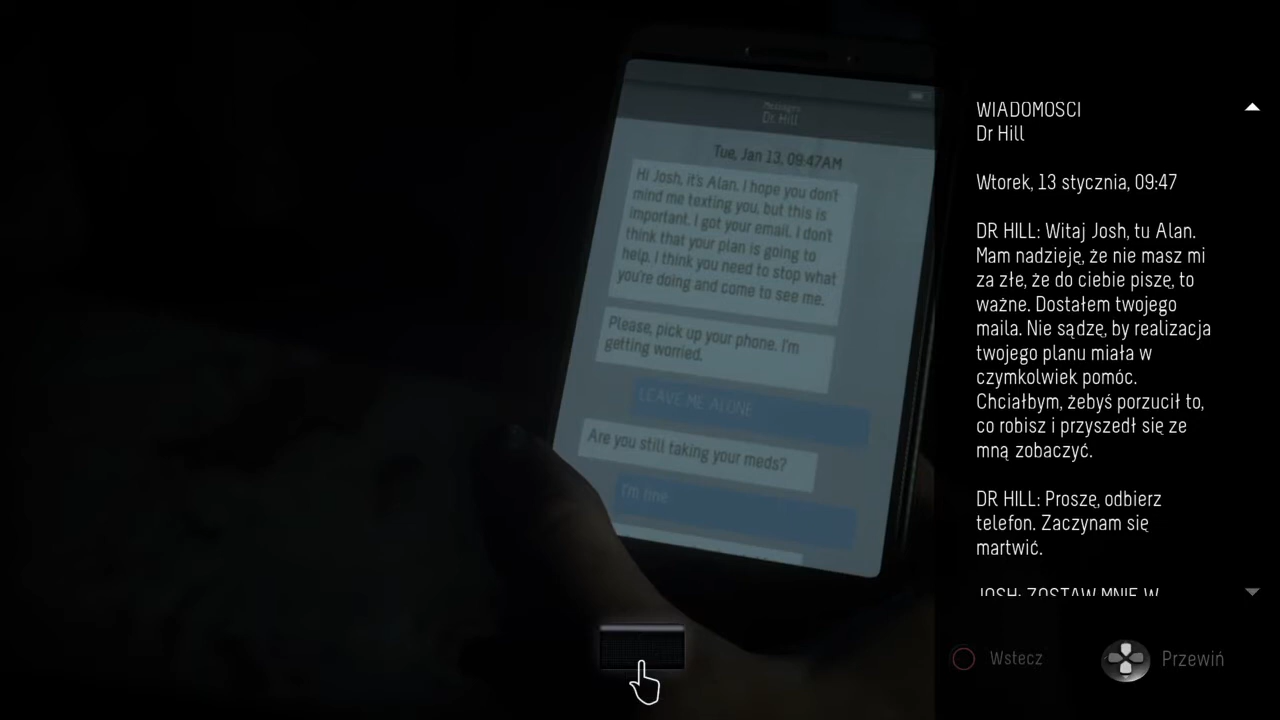 Messages
Dr Hill
Tue, Jan 13, 09:47AM
Hi Josh, it's Alan. I hope you don't
mind me texting you, but this is
important. I got your email. I don't
think that your plan is going to
help. I think you need to stop what
you're doing and come to see me.
Please, pick up your phone. I'm
getting worried.
LEAVE ME ALONE
Are you still taking your meds?
I'm fine
WIADOMOŚCI
Dr Hill
Wtorek, 13 stycznia, 09:47
DR HILL: Witaj Josh, tu Alan.
Mam nadzieję, że nie masz mi
za złe, że do ciebie piszę, to
ważne. Dostałem twojego
maila. Nie sądzę, by realizacja
twojego planu miała w
czymkolwiek pomóc.
Chciałbym, żebyś porzucił to,
co robisz i przyszedł się ze
mną zobaczyć.
DR HILL: Proszę, odbierz
telefon. Zaczynam się
martwić.
JOSH: ZOSTAW MNIE W
Wstecz
Przewiń